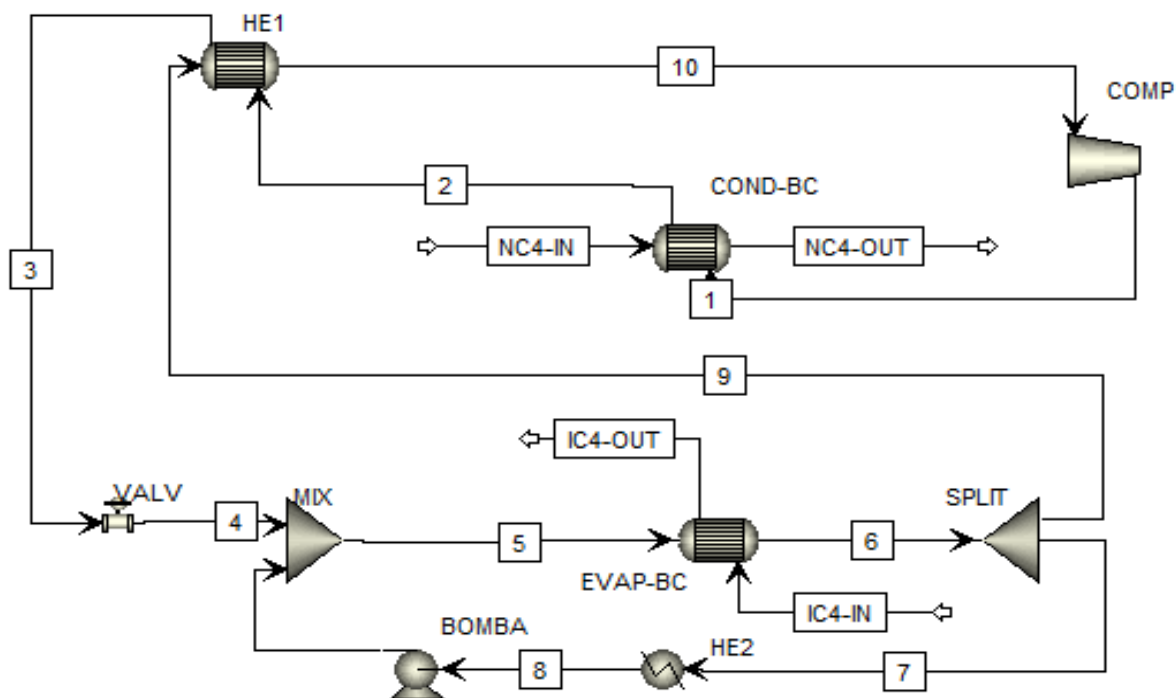 HE1
10
COMP
2
COND-BC
NC4-IN
NC4-OUT
3
1
9
IC4-OUT
VALV
MIX
SPLIT
4
5
6
EVAP-BC
IC4-IN
BOMBA
HE2
8
7